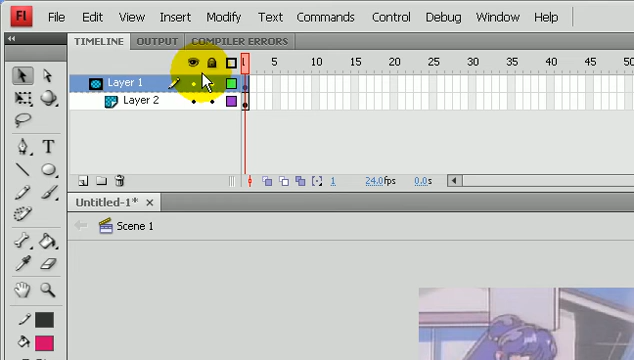 Fl File Edit View Insert Modify Text Commands Control Debug Window Help
TIMELINE OUTPUT COMPILER ERRORS
1 5 10 15 20 25 30 35 40 45 50
Layer 1
Layer 2
1 24.0fps 0.0s
Untitled-1*
Scene 1
T